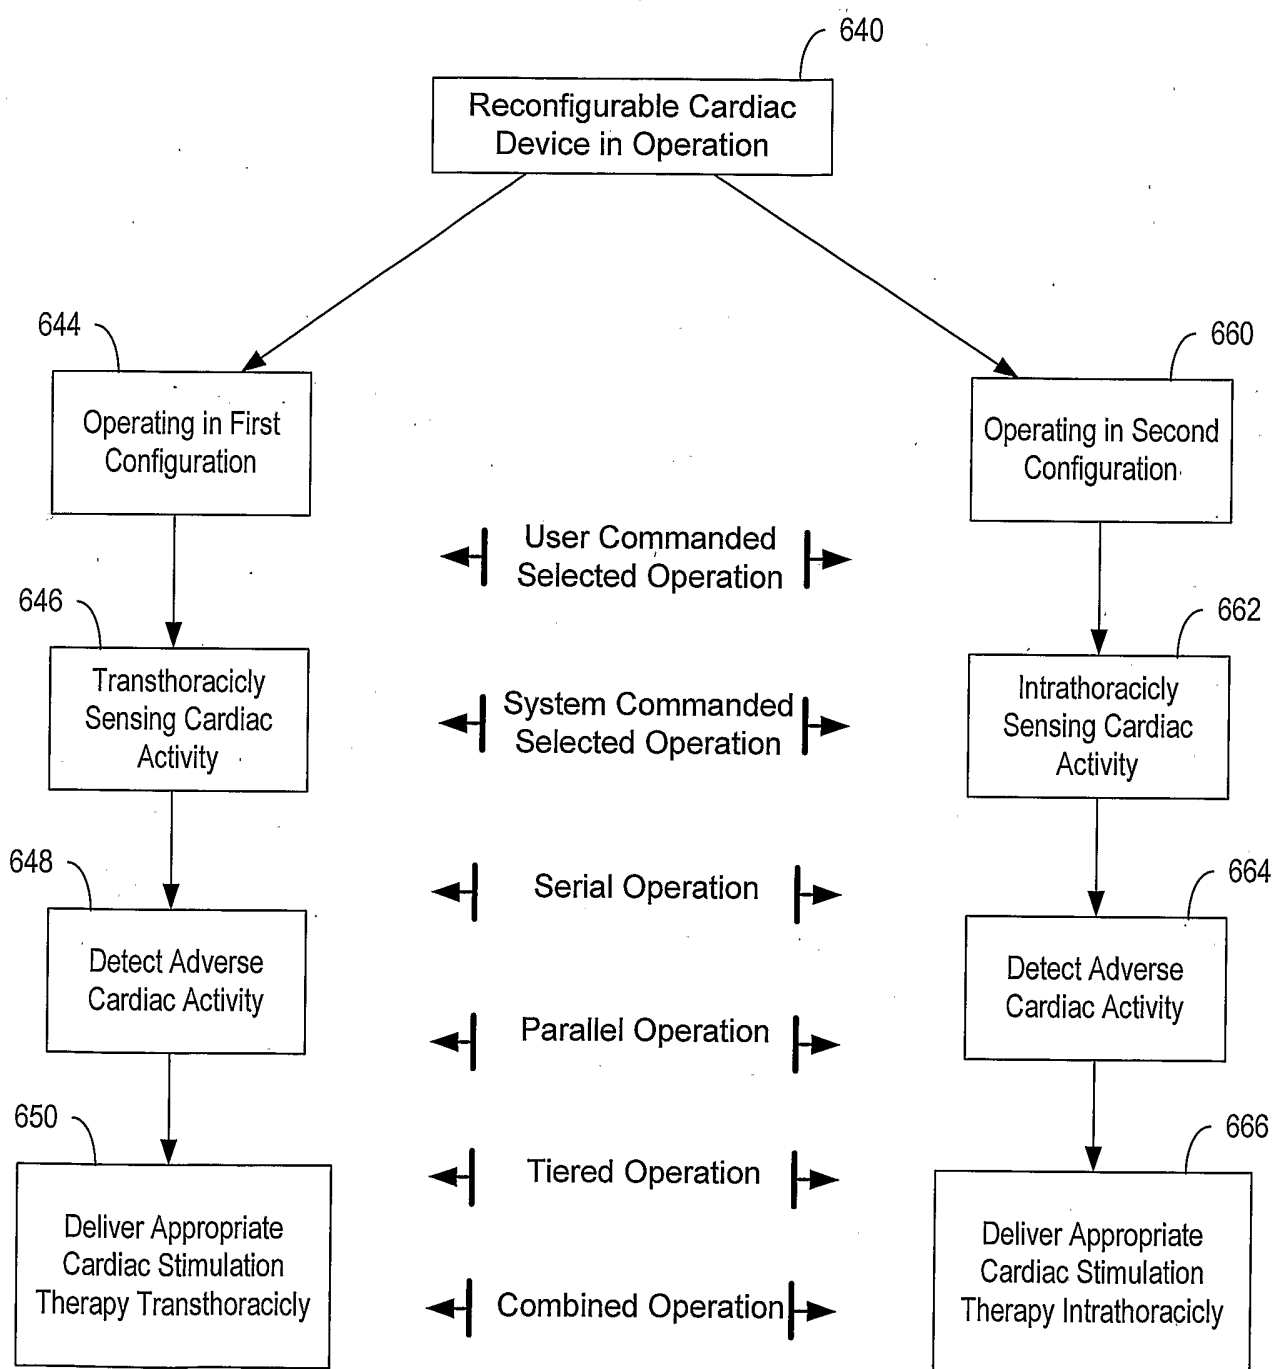 640
Reconfigurable Cardiac
Device in Operation
644
Operating in First
Configuration
660
Operating in Second
Configuration
User Commanded
Selected Operation
646
Transthoracicly
Sensing Cardiac
Activity
662
Intrathoracicly
Sensing Cardiac
Activity
System Commanded
Selected Operation
648
Detect Adverse
Cardiac Activity
Serial Operation
664
Detect Adverse
Cardiac Activity
Parallel Operation
650
Deliver Appropriate
Cardiac Stimulation
Therapy Transthoracicly
Tiered Operation
Combined Operation
666
Deliver Appropriate
Cardiac Stimulation
Therapy Intrathoracicly